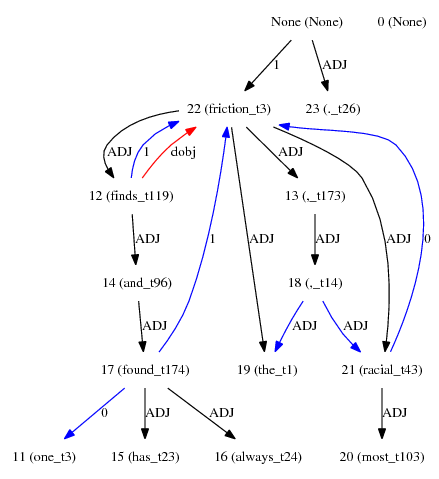 None (None) 0 (None)
1 ADJ
22 (friction_t3) 23 (._t26)
ADJ 1 dobj ADJ
12 (finds_t119) 13 (,_t173)
ADJ 1 ADJ ADJ ADJ 0
14 (and_t96) 18 (,_t14)
ADJ ADJ ADJ
17 (found_t174) 19 (the_t1) 21 (racial_t43)
0 ADJ ADJ ADJ
11 (one_t3) 15 (has_t23) 16 (always_t24) 20 (most_t103)